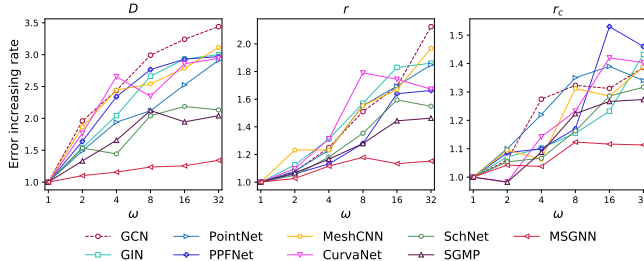 D r r_c
Error increasing rate
3.5 3.0 2.5 2.0 1.5 1.0
2.0 1.8 1.6 1.4 1.2 1.0
1.5 1.4 1.3 1.2 1.1 1.0
1 2 4 8 16 32 1 2 4 8 16 32 1 2 4 8 16 32
ω ω ω
GCN PointNet MeshCNN SchNet MSGNN
GIN PPFNet CurvaNet SGMP